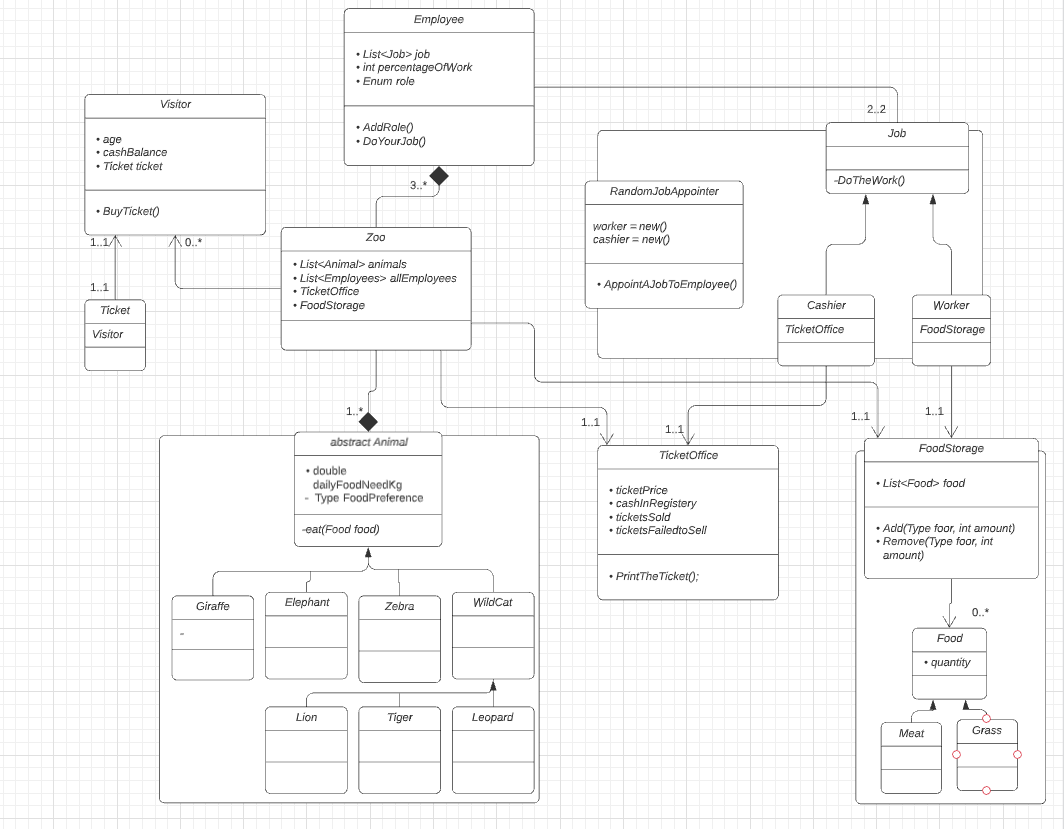 Employee
• List<Job> job
• int percentageOfWork
• Enum role
• AddRole()
• DoYourJob()
3..*
2..2
Visitor
• age
• cashBalance
• Ticket ticket
• BuyTicket()
1..1
0..*
1..1
Ticket
Visitor
Zoo
• List<Animal> animals
• List<Employees> allEmployees
• TicketOffice
• FoodStorage
Job
-DoTheWork()
RandomJobAppointer
worker = new()
cashier = new()
• AppointAJobToEmployee()
Cashier
TicketOffice
Worker
FoodStorage
1..*
1..1
1..1
1..1
1..1
abstract Animal
• double
dailyFoodNeedKg
- Type FoodPreference
-eat(Food food)
Giraffe
-
Elephant
Zebra
WildCat
Lion
Tiger
Leopard
TicketOffice
• ticketPrice
• cashInRegistery
• ticketsSold
• ticketsFailedtoSell
• PrintTheTicket();
FoodStorage
• List<Food> food
• Add(Type foor, int amount)
• Remove(Type foor, int
amount)
0..*
Food
• quantity
Meat
Grass